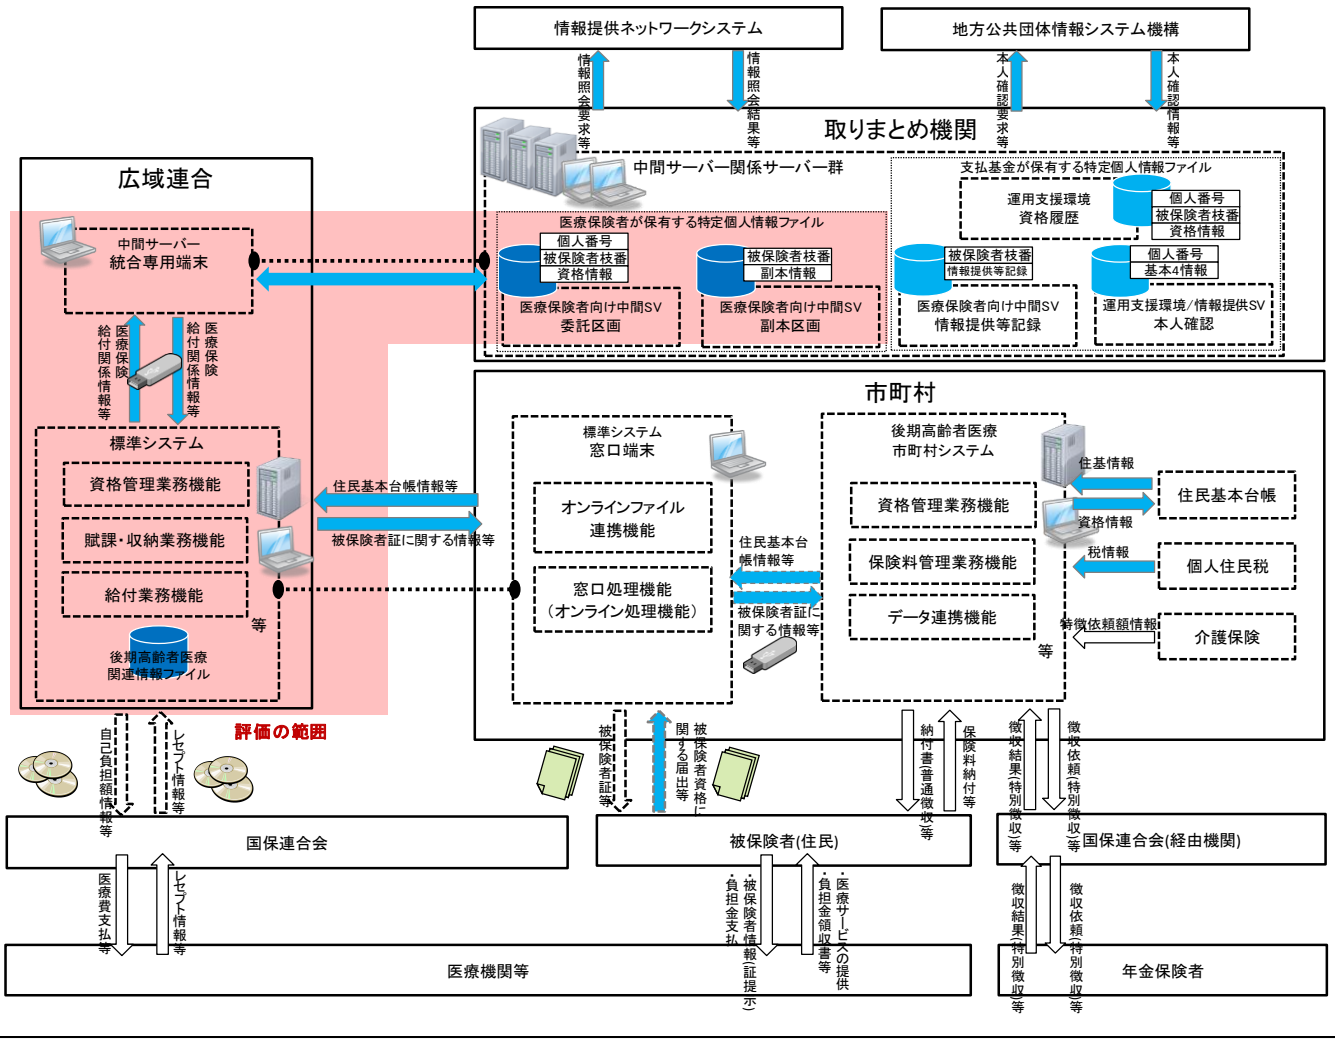 情報提供ネットワークシステム
地方公共団体情報システム機構
情報照会要求等
情報照会結果等
本人確認要求等
本人確認情報等
取りまとめ機関
中間サーバー関係サーバー群
支払基金が保有する特定個人情報ファイル
運用支援環境
資格履歴
個人番号
被保険者枝番
資格情報
医療保険者が保有する特定個人情報ファイル
個人番号
被保険者枝番
資格情報
医療保険者向け中間SV
委託区画
被保険者枝番
副本情報
医療保険者向け中間SV
副本区画
被保険者枝番
情報提供等記録
医療保険者向け中間SV
情報提供等記録
個人番号
基本4情報
運用支援環境/情報提供SV
本人確認
広域連合
中間サーバー
統合専用端末
医療保険
給付関係情報等
医療保険
給付関係情報等
標準システム
資格管理業務機能
賦課・収納業務機能
給付業務機能
等
後期高齢者医療
関連情報ファイル
評価の範囲
住民基本台帳情報等
被保険者証に関する情報等
市町村
標準システム
窓口端末
オンラインファイル
連携機能
窓口処理機能
(オンライン処理機能)
住民基本台
帳情報等
被保険者証に
関する情報等
後期高齢者医療
市町村システム
資格管理業務機能
保険料管理業務機能
データ連携機能
等
住基情報
資格情報
税情報
特徴依頼額情報
住民基本台帳
個人住民税
介護保険
自己負担額情報等
レセプト情報等
被保険者証等
被保険者資格に
関する届出等
納付書(普通徴収)等
保険料納付等
徴収結果(特別徴収)等
徴収依頼(特別徴収)等
国保連合会
被保険者(住民)
国保連合会(経由機関)
医療費支払等
レセプト情報等
・被保険者情報(証提示)
・負担金支払
・医療サービスの提供
・負担金領収書等
徴収結果(特別徴収)等
徴収依頼(特別徴収)等
医療機関等
年金保険者